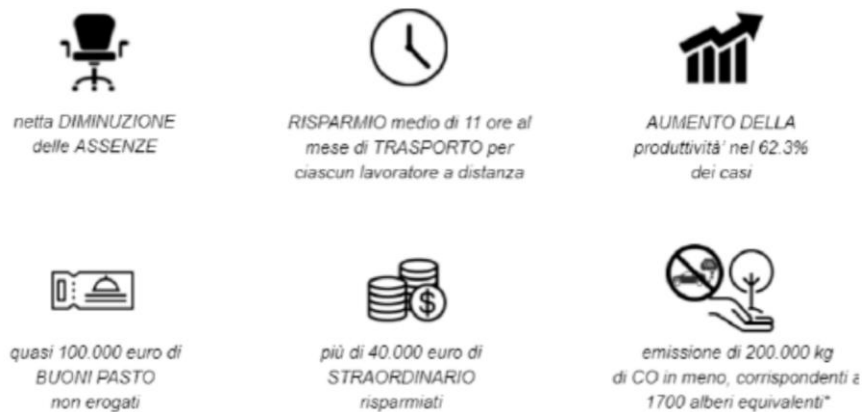 netta DIMINUZIONE
delle ASSENZE
RISPARMIO medio di 11 ore al
mese di TRASPORTO per
ciascun lavoratore a distanza
AUMENTO DELLA
produttività' nel 62.3%
dei casi
quasi 100.000 euro di
BUONI PASTO
non erogati
più di 40.000 euro di
STRAORDINARIO
risparmiati
emissione di 200.000 kg
di CO in meno, corrispondenti a
1700 alberi equivalenti"